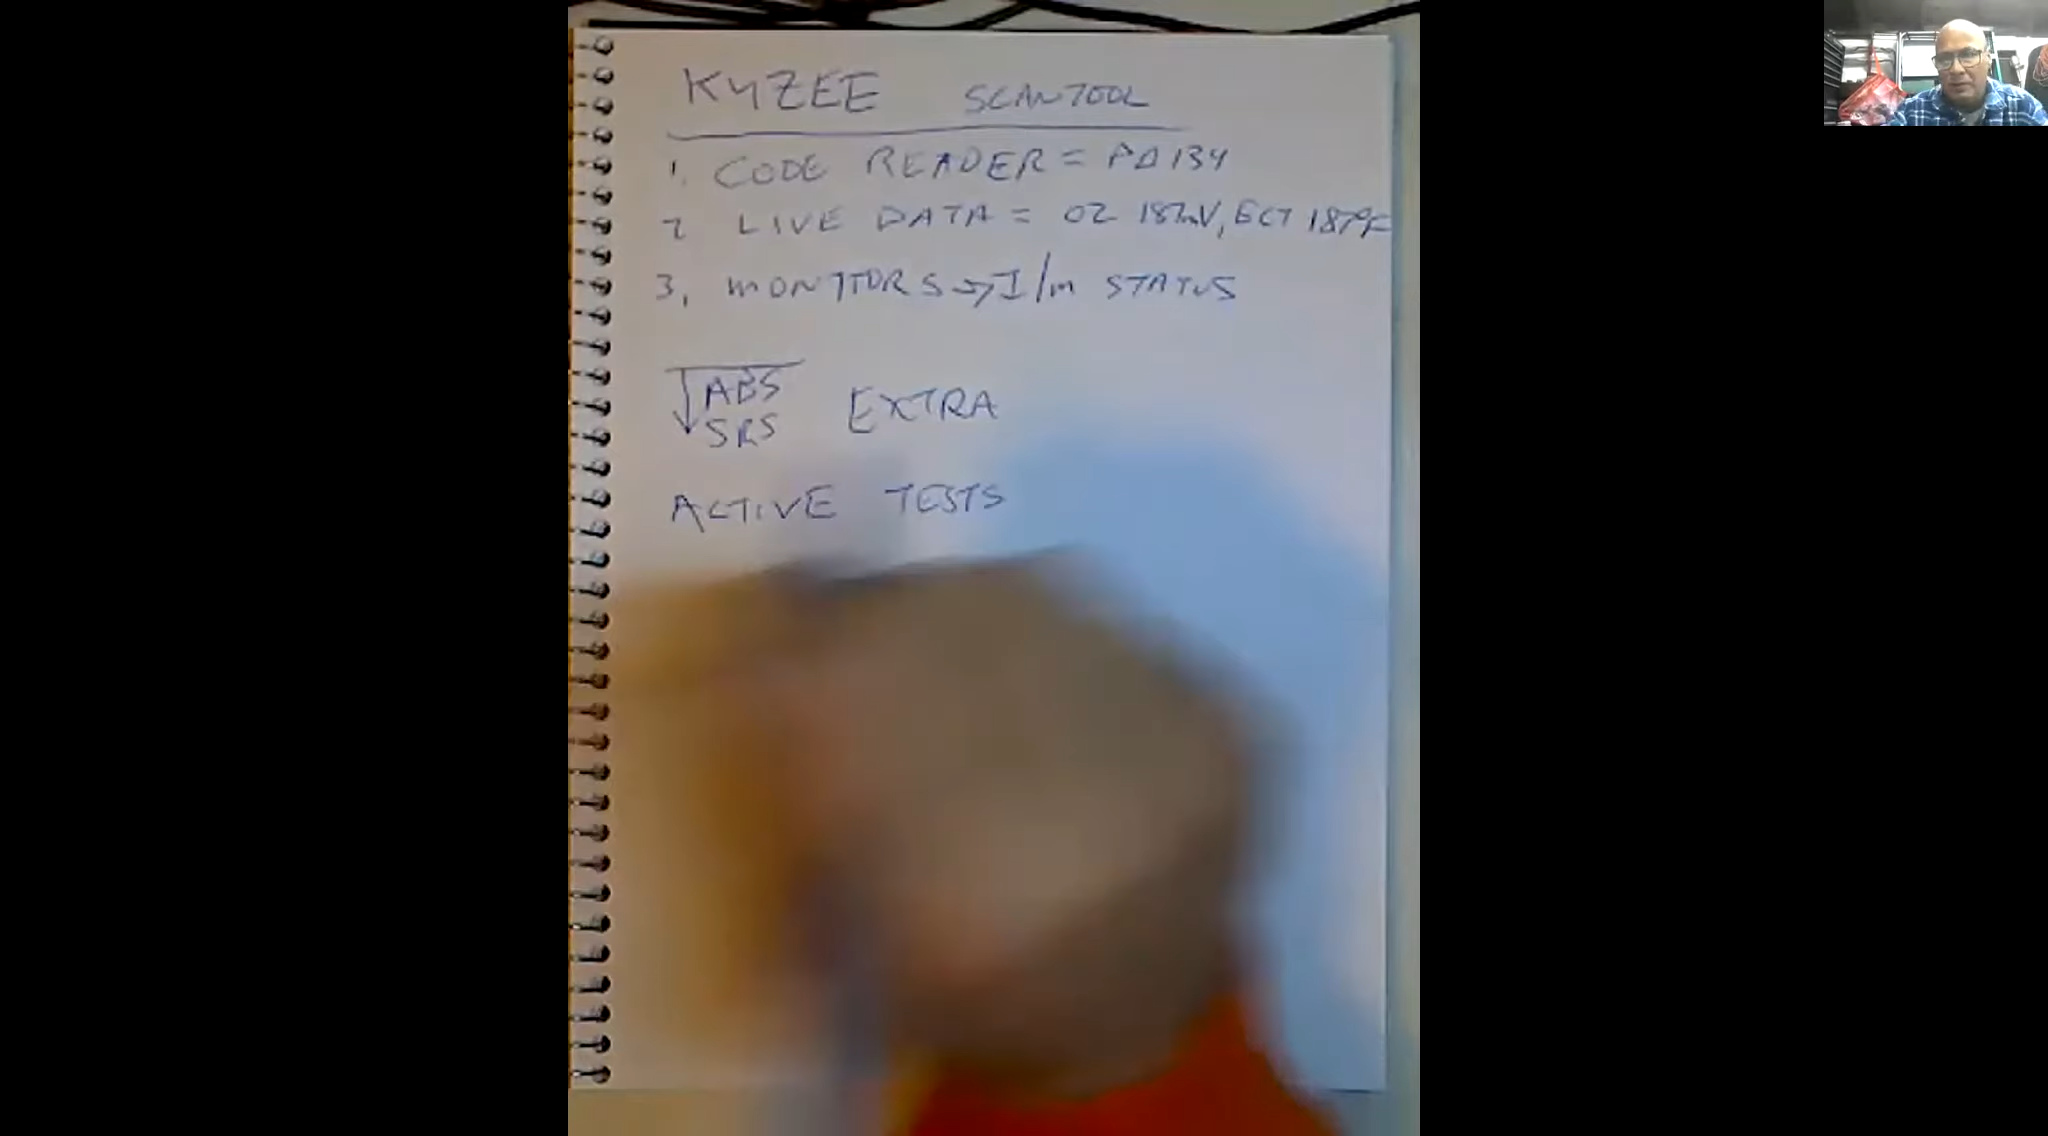 KYZEE SCANTOOL
1. CODE READER = P0134
2 LIVE DATA = O2 187mV, ECT 187°F
3, MONITORS → I/m STATUS
ABS
SRS EXTRA
ACTIVE TESTS